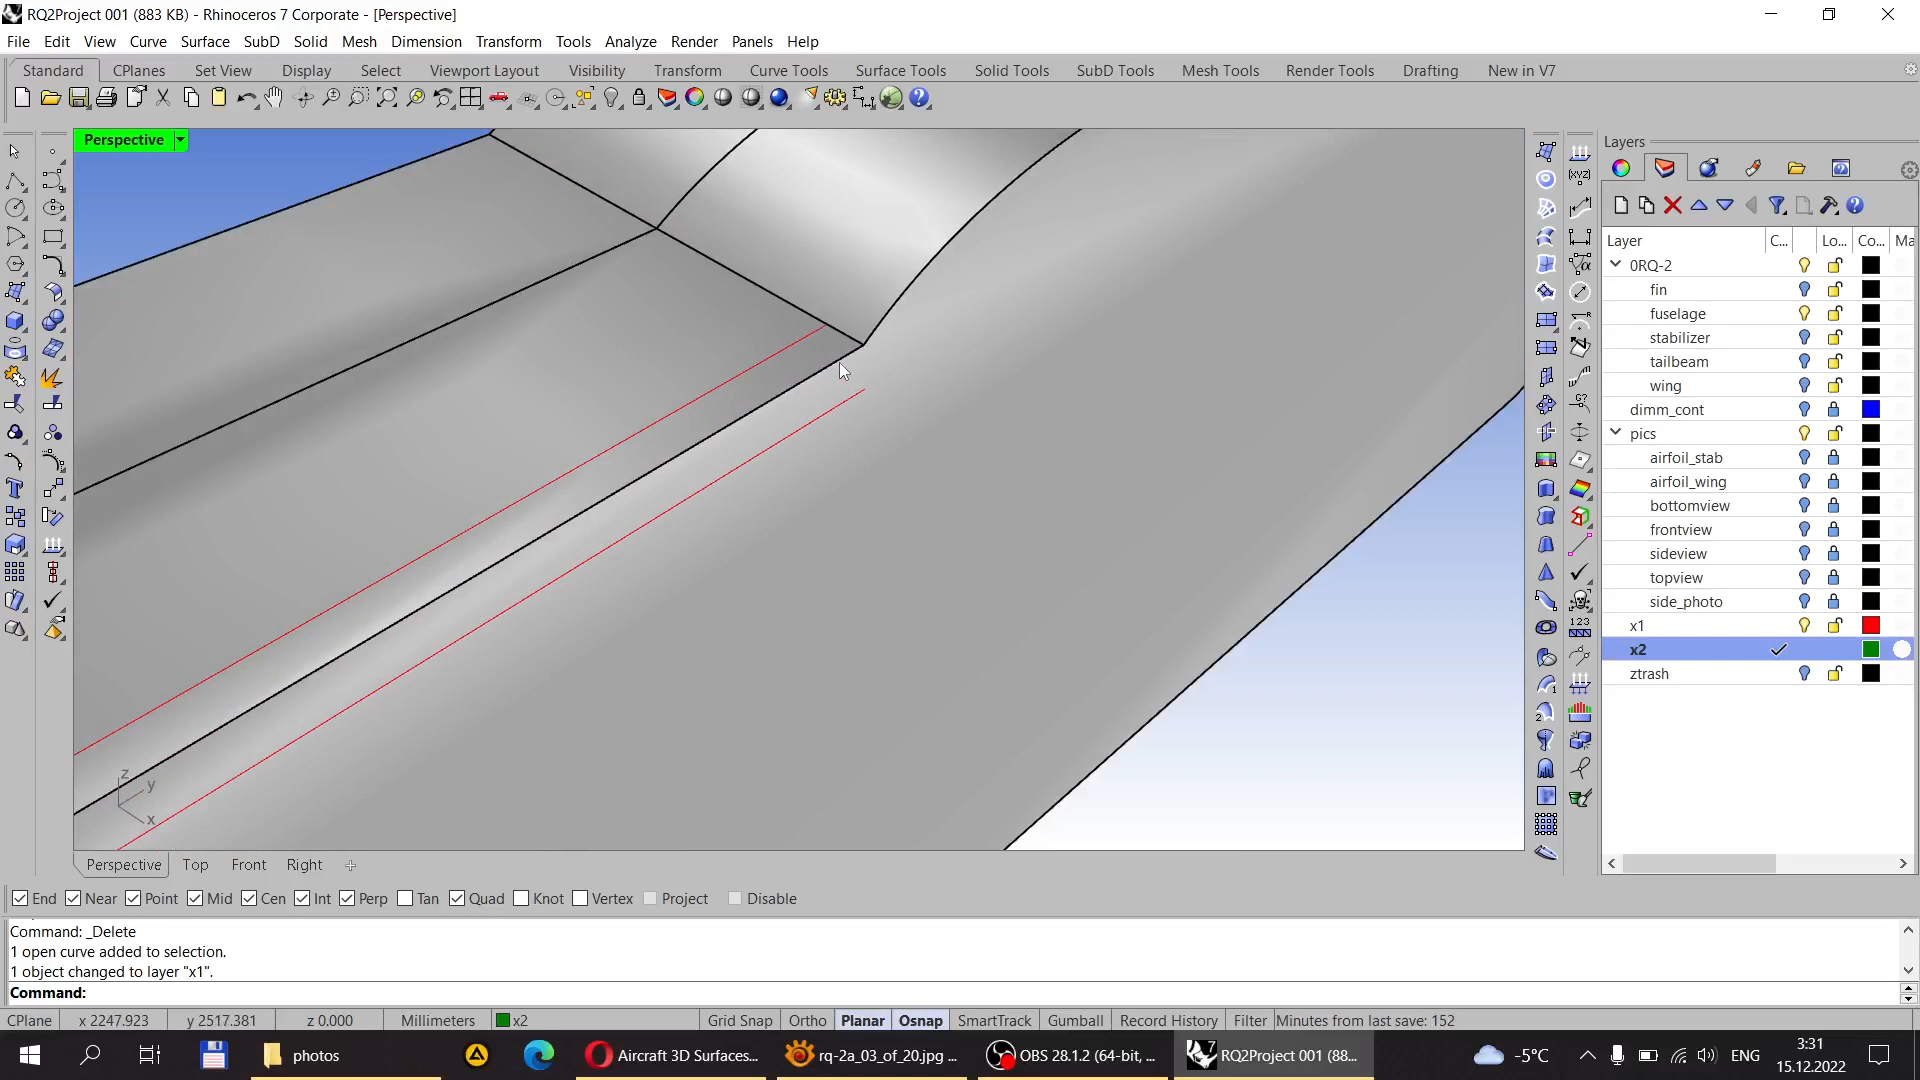 RQ2Project 001 (883 KB) - Rhinoceros 7 Corporate - [Perspective]
File Edit View Curve Surface SubD Solid Mesh Dimension Transform Tools Analyze Render Panels Help
Standard CPlanes Set View Display Select Viewport Layout Visibility Transform Curve Tools Surface Tools Solid Tools SubD Tools Mesh Tools Render Tools Drafting New in V7
Perspective
Layers
Layer C... Lo... Co... Ma
0RQ-2
fin
fuselage
stabilizer
tailbeam
wing
dimm_cont
pics
airfoil_stab
airfoil_wing
bottomview
frontview
sideview
topview
side_photo
x1
x2
ztrash
z
y
x
Perspective Top Front Right
End Near Point Mid Cen Int Perp Tan Quad Knot Vertex Project Disable
Command: _Delete
1 open curve added to selection.
1 object changed to layer "x1".
Command:
CPlane x 2247.923 y 2517.381 z 0.000 Millimeters x2 Grid Snap Ortho Planar Osnap SmartTrack Gumball Record History Filter Minutes from last save: 152
photos Aircraft 3D Surfaces... rq-2a_03_of_20.jpg ... OBS 28.1.2 (64-bit, ... RQ2Project 001 (88... -5°C ENG 3:31
15.12.2022